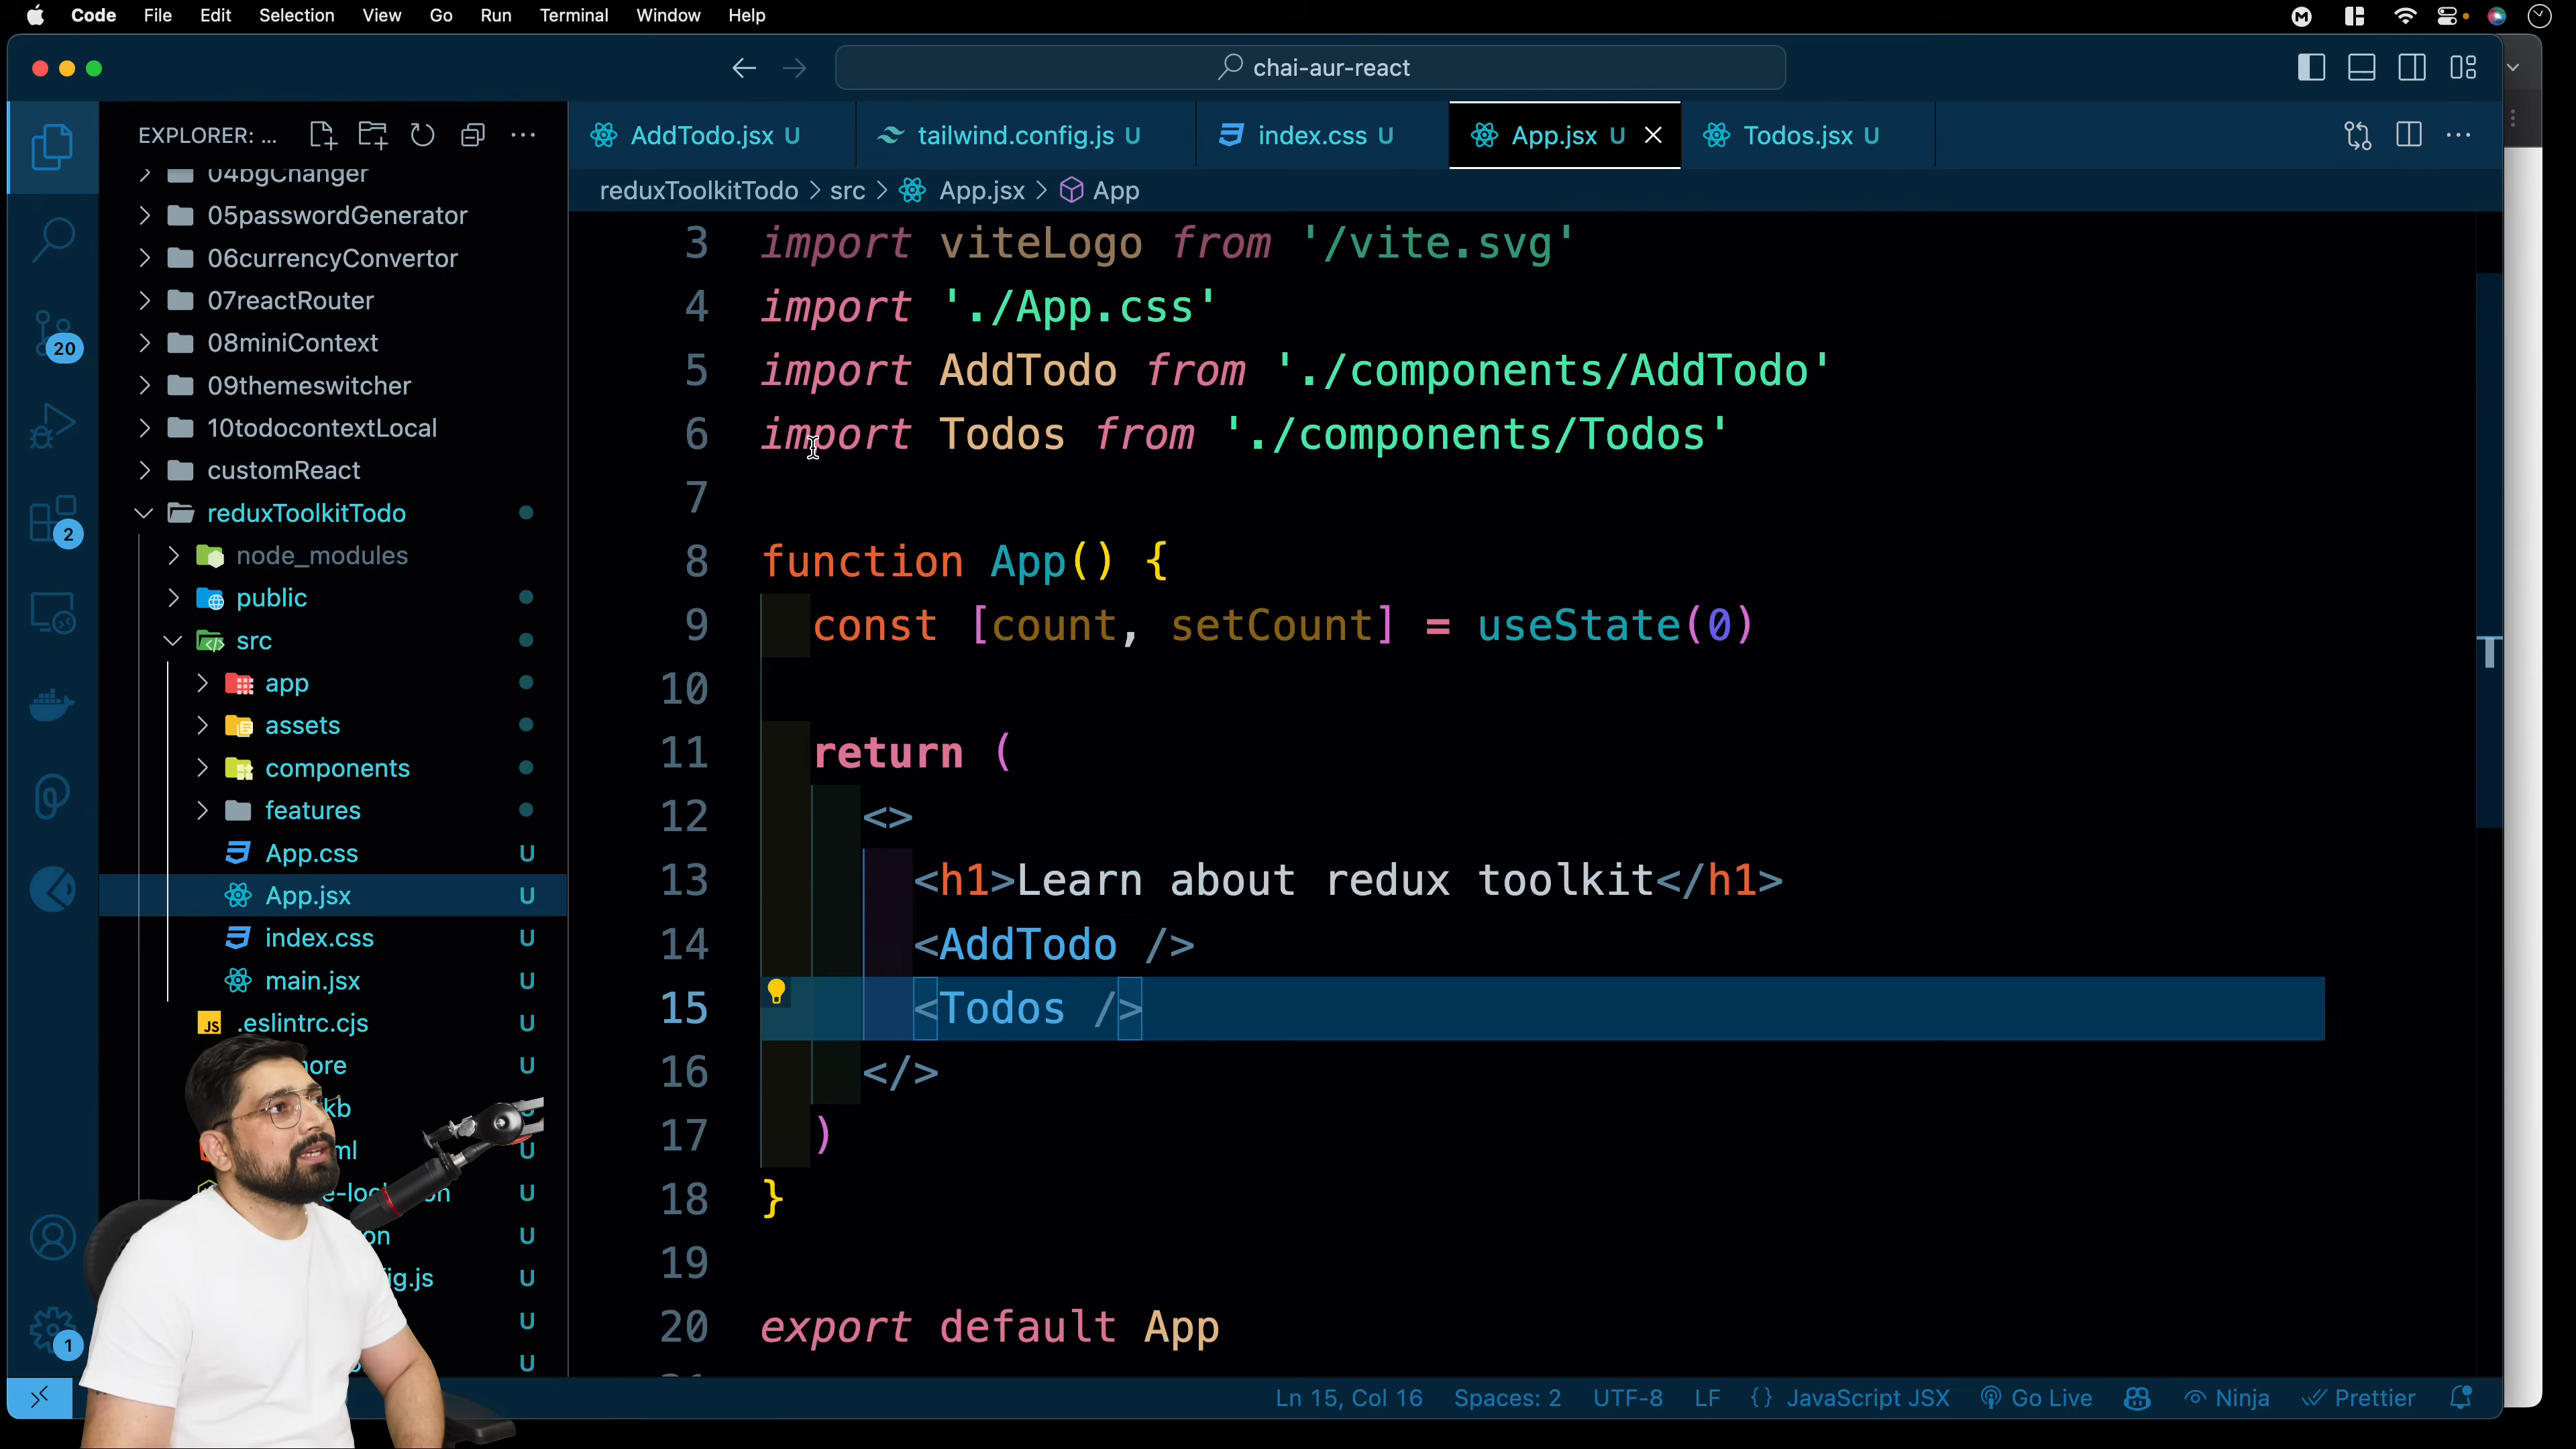 Code File Edit Selection View Go Run Terminal Window Help
chai-aur-react
EXPLORER: ...
04bgChanger
05passwordGenerator
06currencyConvertor
07reactRouter
08miniContext
09themeswitcher
10todocontextLocal
customReact
reduxToolkitTodo
node_modules
public
src
app
assets
components
features
App.css U
App.jsx U
index.css U
main.jsx U
.eslintrc.cjs U
U
U
U
U
U
U
U
20
2
1
AddTodo.jsx U tailwind.config.js U index.css U App.jsx U Todos.jsx U
reduxToolkitTodo > src > App.jsx > App
3 import viteLogo from '/vite.svg'
4 import './App.css'
5 import AddTodo from './components/AddTodo'
6 import Todos from './components/Todos'
7
8 function App() {
9 const [count, setCount] = useState(0)
10
11 return (
12 <>
13 <h1>Learn about redux toolkit</h1>
14 <AddTodo />
15 <Todos />
16 </>
17 )
18 }
19
20 export default App
Ln 15, Col 16 Spaces: 2 UTF-8 LF {} JavaScript JSX Go Live Ninja Prettier